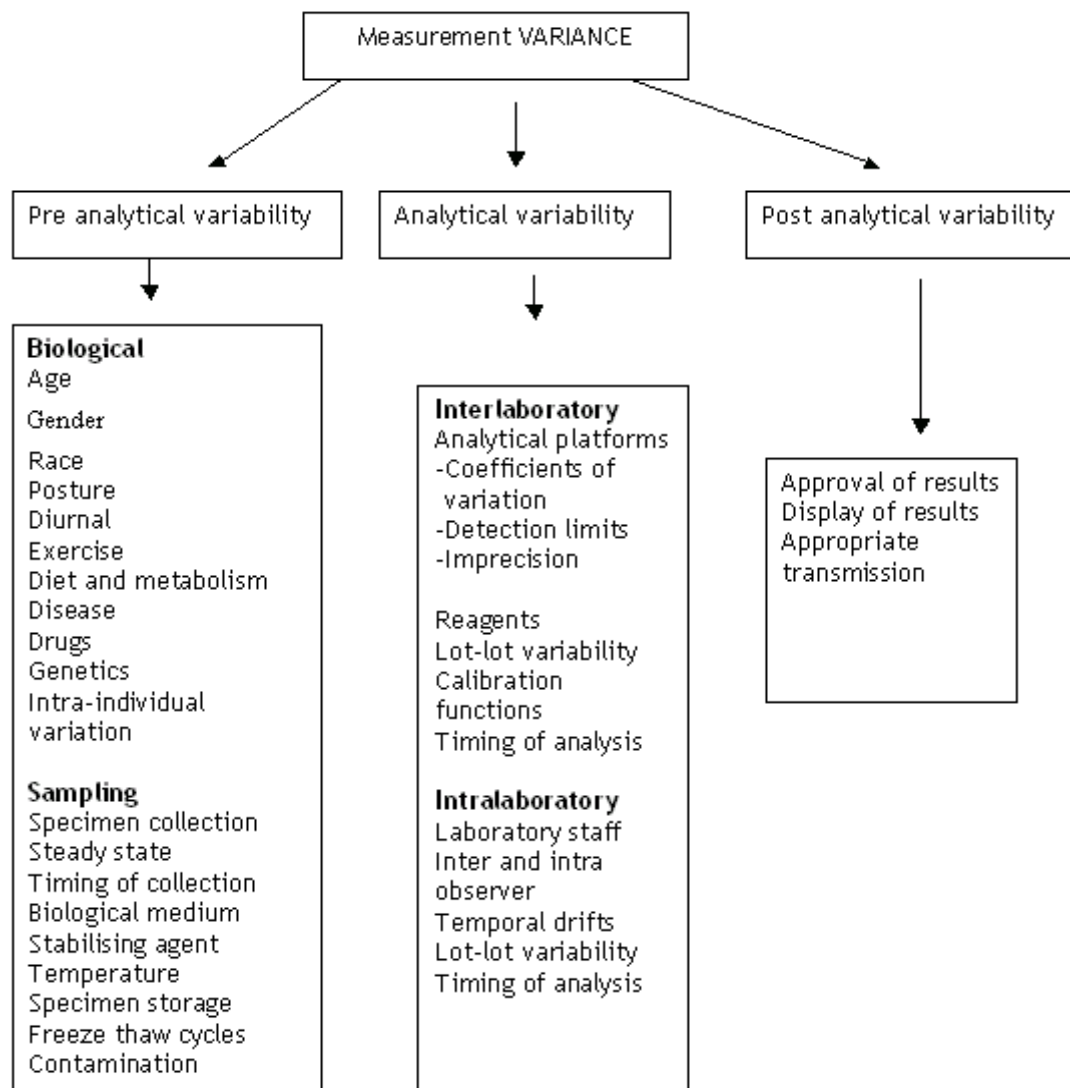 Measurement VARIANCE
Pre analytical variability
Analytical variability
Post analytical variability
Biological
Age
Gender
Race
Posture
Diurnal
Exercise
Diet and metabolism
Disease
Drugs
Genetics
Intra-individual
variation
Sampling
Specimen collection
Steady state
Timing of collection
Biological medium
Stabilising agent
Temperature
Specimen storage
Freeze thaw cycles
Contamination
Interlaboratory
Analytical platforms
-Coefficients of
variation
-Detection limits
-Imprecision
Reagents
Lot-lot variability
Calibration
functions
Timing of analysis
Intralaboratory
Laboratory staff
Inter and intra
observer
Temporal drifts
Lot-lot variability
Timing of analysis
Approval of results
Display of results
Appropriate
transmission